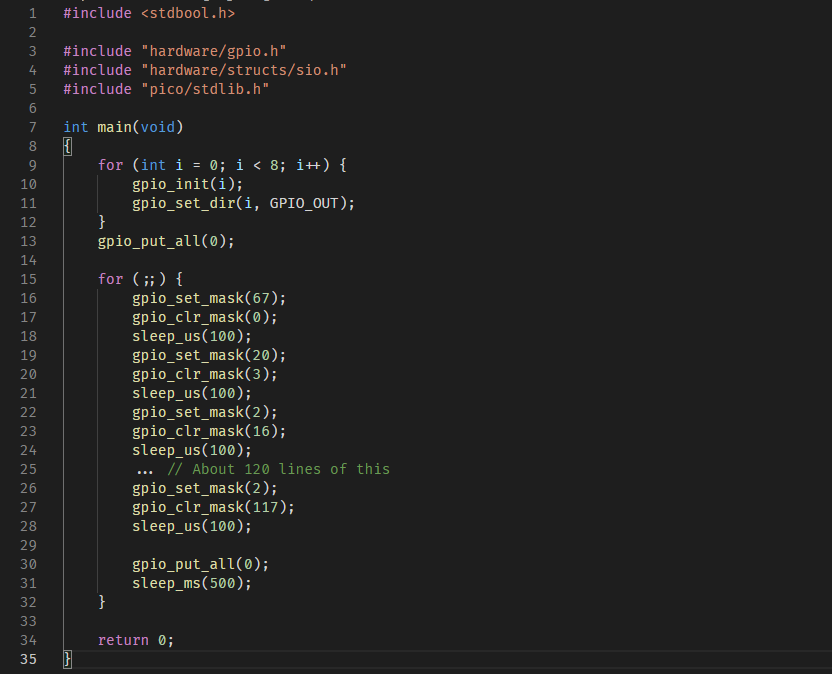 1 #include <stdbool.h>
2
3 #include "hardware/gpio.h"
4 #include "hardware/structs/sio.h"
5 #include "pico/stdlib.h"
6
7 int main(void)
8 {
9     for (int i = 0; i < 8; i++) {
10         gpio_init(i);
11         gpio_set_dir(i, GPIO_OUT);
12     }
13     gpio_put_all(0);
14
15     for (;;) {
16         gpio_set_mask(67);
17         gpio_clr_mask(0);
18         sleep_us(100);
19         gpio_set_mask(20);
20         gpio_clr_mask(3);
21         sleep_us(100);
22         gpio_set_mask(2);
23         gpio_clr_mask(16);
24         sleep_us(100);
25         ... // About 120 lines of this
26         gpio_set_mask(2);
27         gpio_clr_mask(117);
28         sleep_us(100);
29
30         gpio_put_all(0);
31         sleep_ms(500);
32     }
33
34     return 0;
35 }